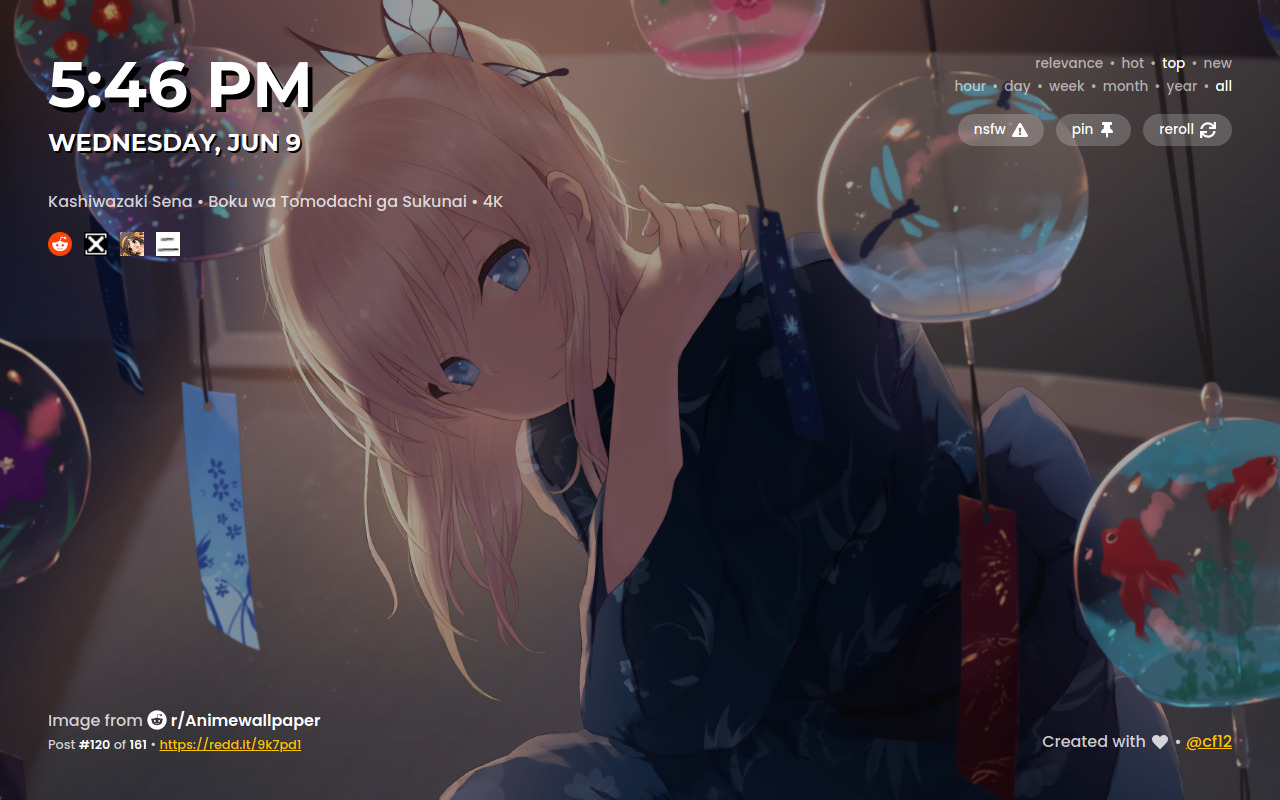 5:46 PM
WEDNESDAY, JUN 9
Kashiwazaki Sena • Boku wa Tomodachi ga Sukunai • 4K
relevance • hot • top • new
hour • day • week • month • year • all
nsfw pin reroll
Image from r/Animewallpaper
Post #120 of 161 • https://redd.it/9k7pd1
Created with • @cf12